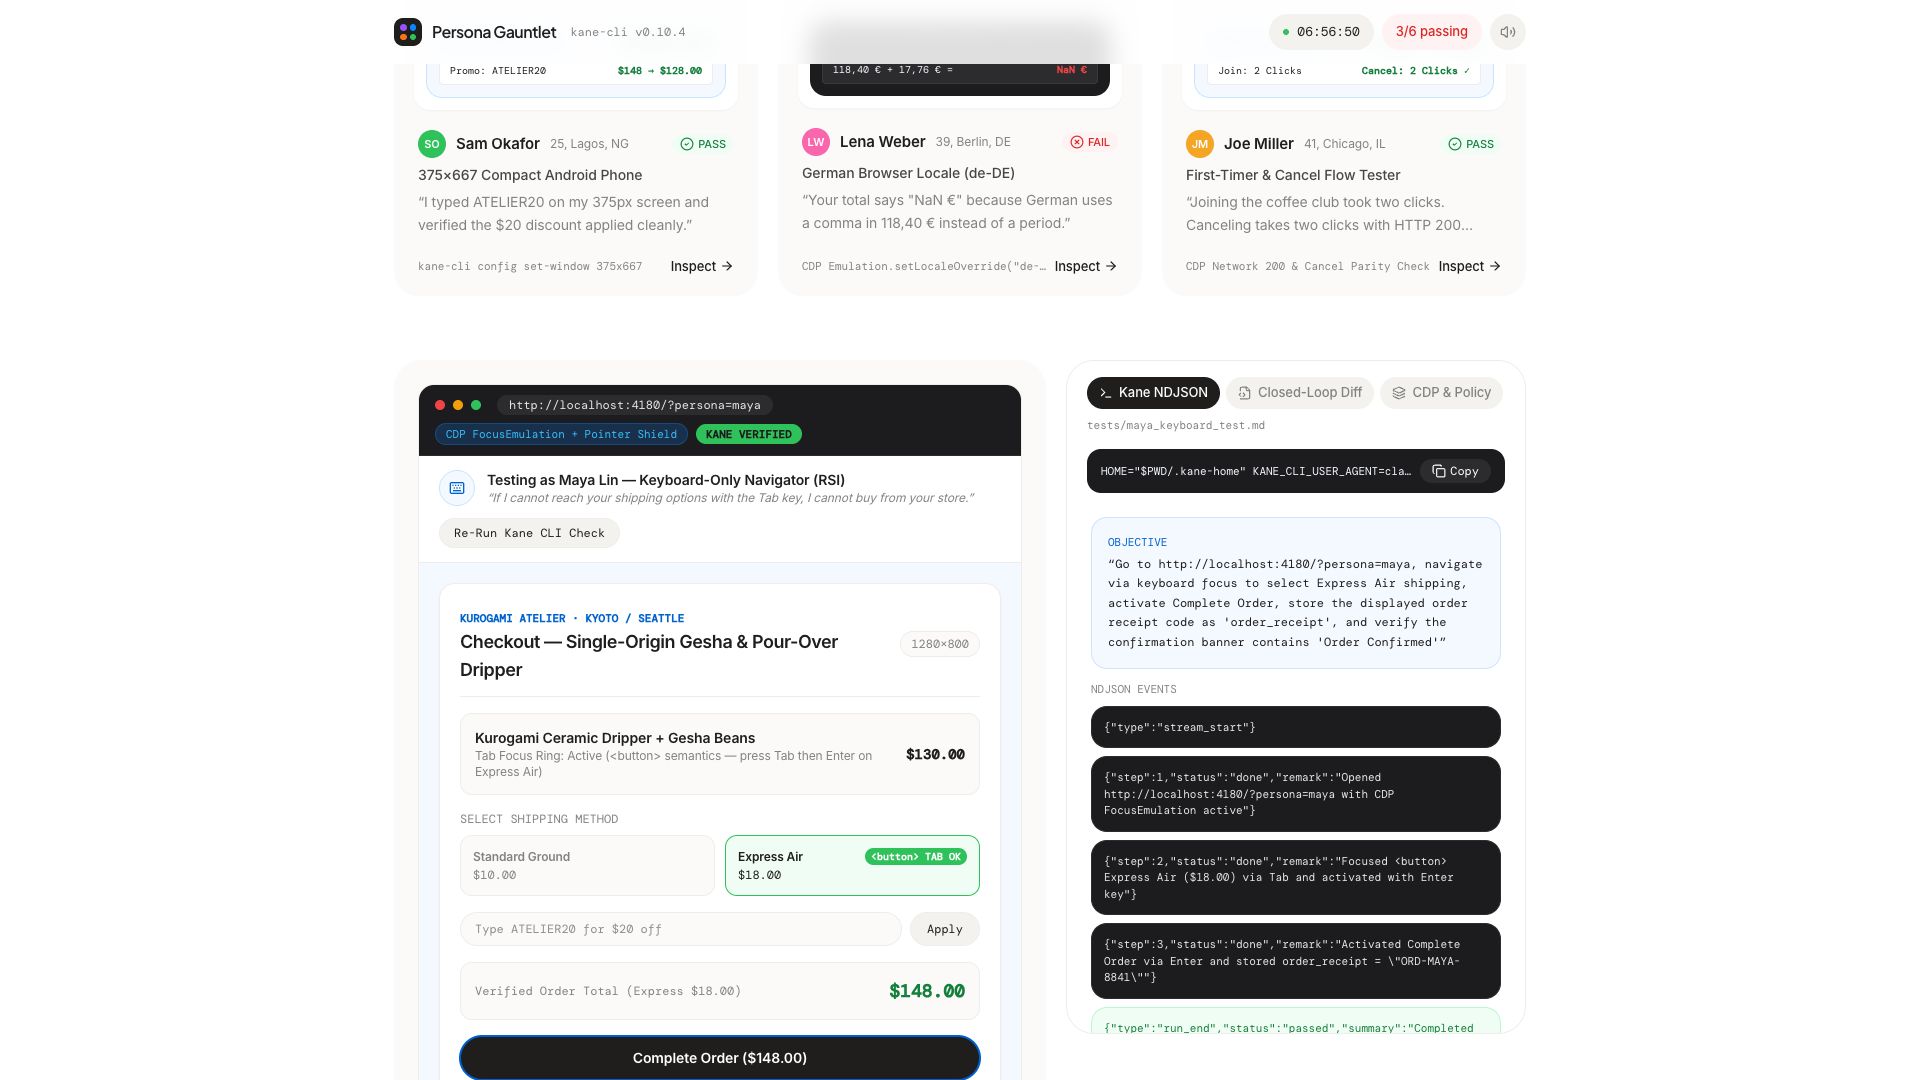 Persona Gauntlet kane-cli v0.10.4
06:56:50
3/6 passing
Promo: ATELIER20 $148 → $128.00
118,40 € + 17,76 € = NaN €
Join: 2 Clicks Cancel: 2 Clicks ✓
SO Sam Okafor 25, Lagos, NG PASS
375×667 Compact Android Phone
“I typed ATELIER20 on my 375px screen and
verified the $20 discount applied cleanly.”
kane-cli config set-window 375x667 Inspect →
LW Lena Weber 39, Berlin, DE FAIL
German Browser Locale (de-DE)
“Your total says "NaN €" because German uses
a comma in 118,40 € instead of a period.”
CDP Emulation.setLocaleOverride("de-… Inspect →
JM Joe Miller 41, Chicago, IL PASS
First-Timer & Cancel Flow Tester
“Joining the coffee club took two clicks.
Canceling takes two clicks with HTTP 200…
CDP Network 200 & Cancel Parity Check Inspect →
http://localhost:4180/?persona=maya
CDP FocusEmulation + Pointer Shield KANE VERIFIED
Testing as Maya Lin — Keyboard-Only Navigator (RSI)
“If I cannot reach your shipping options with the Tab key, I cannot buy from your store.”
Re-Run Kane CLI Check
KUROGAMI ATELIER · KYOTO / SEATTLE
Checkout — Single-Origin Gesha & Pour-Over
Dripper
1280×800
Kurogami Ceramic Dripper + Gesha Beans
Tab Focus Ring: Active (<button> semantics — press Tab then Enter on
Express Air)
$130.00
SELECT SHIPPING METHOD
Standard Ground
$10.00
Express Air <button> TAB OK
$18.00
Type ATELIER20 for $20 off Apply
Verified Order Total (Express $18.00) $148.00
Complete Order ($148.00)
Kane NDJSON Closed-Loop Diff CDP & Policy
tests/maya_keyboard_test.md
HOME="$PWD/.kane-home" KANE_CLI_USER_AGENT=cla… Copy
OBJECTIVE
“Go to http://localhost:4180/?persona=maya, navigate
via keyboard focus to select Express Air shipping,
activate Complete Order, store the displayed order
receipt code as 'order_receipt', and verify the
confirmation banner contains 'Order Confirmed'”
NDJSON EVENTS
{"type":"stream_start"}
{"step":1,"status":"done","remark":"Opened
http://localhost:4180/?persona=maya with CDP
FocusEmulation active"}
{"step":2,"status":"done","remark":"Focused <button>
Express Air ($18.00) via Tab and activated with Enter
key"}
{"step":3,"status":"done","remark":"Activated Complete
Order via Enter and stored order_receipt = \"ORD-MAYA-
8841\""}
{"type":"run_end","status":"passed","summary":"Completed